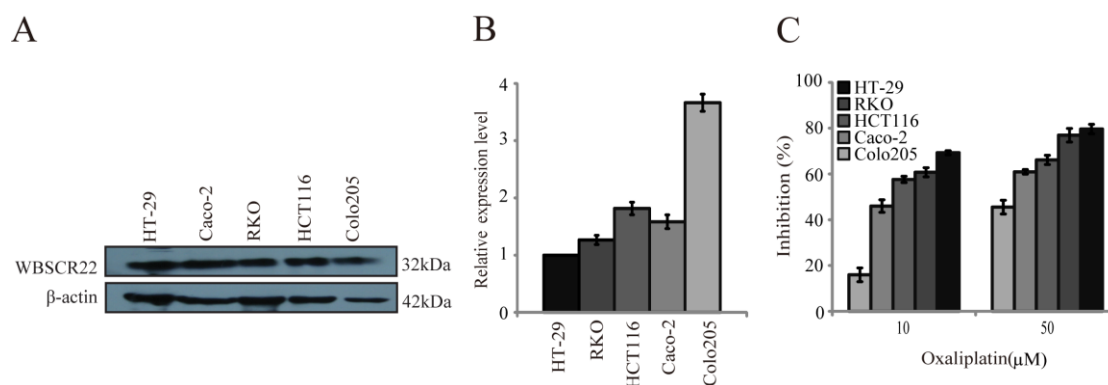 A
HT-29
Caco-2
RKO
HCT116
Colo205
WBSCR22
32kDa
β-actin
42kDa
B
Relative expression level
4
3
2
1
0
HT-29
RKO
HCT116
Caco-2
Colo205
C
Inhibition (%)
100
80
60
40
20
0
HT-29
RKO
HCT116
Caco-2
Colo205
10
50
Oxaliplatin(μM)